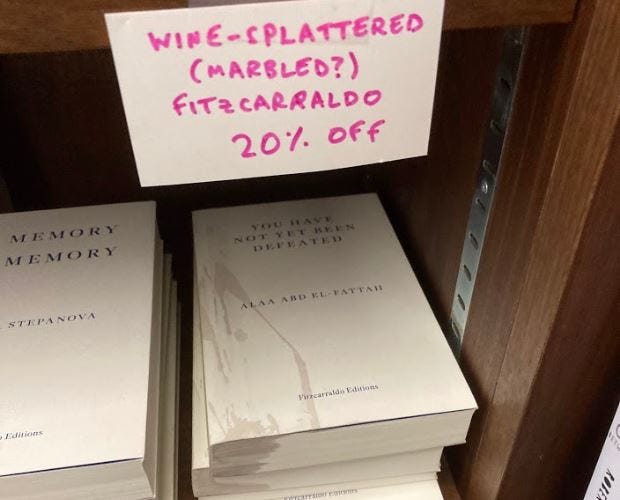 WINE-SPLATTERED
(MARBLED?)
FITZCARRALDO
20% OFF
MEMORY
MEMORY
STEPANOVA
Editions
YOU HAVE
NOT YET BEEN
DEFEATED
ALAA ABD EL-FATTAH
Fitzcarraldo Editions